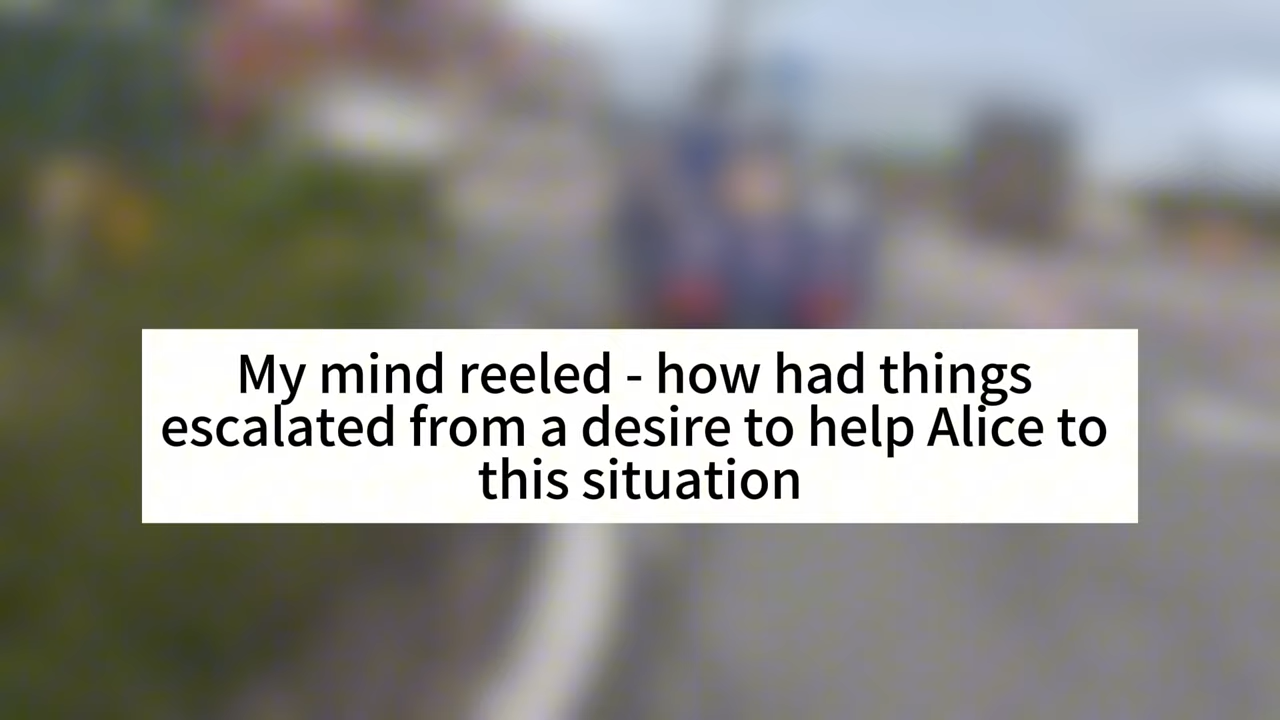 My mind reeled - how had things
escalated from a desire to help Alice to
this situation